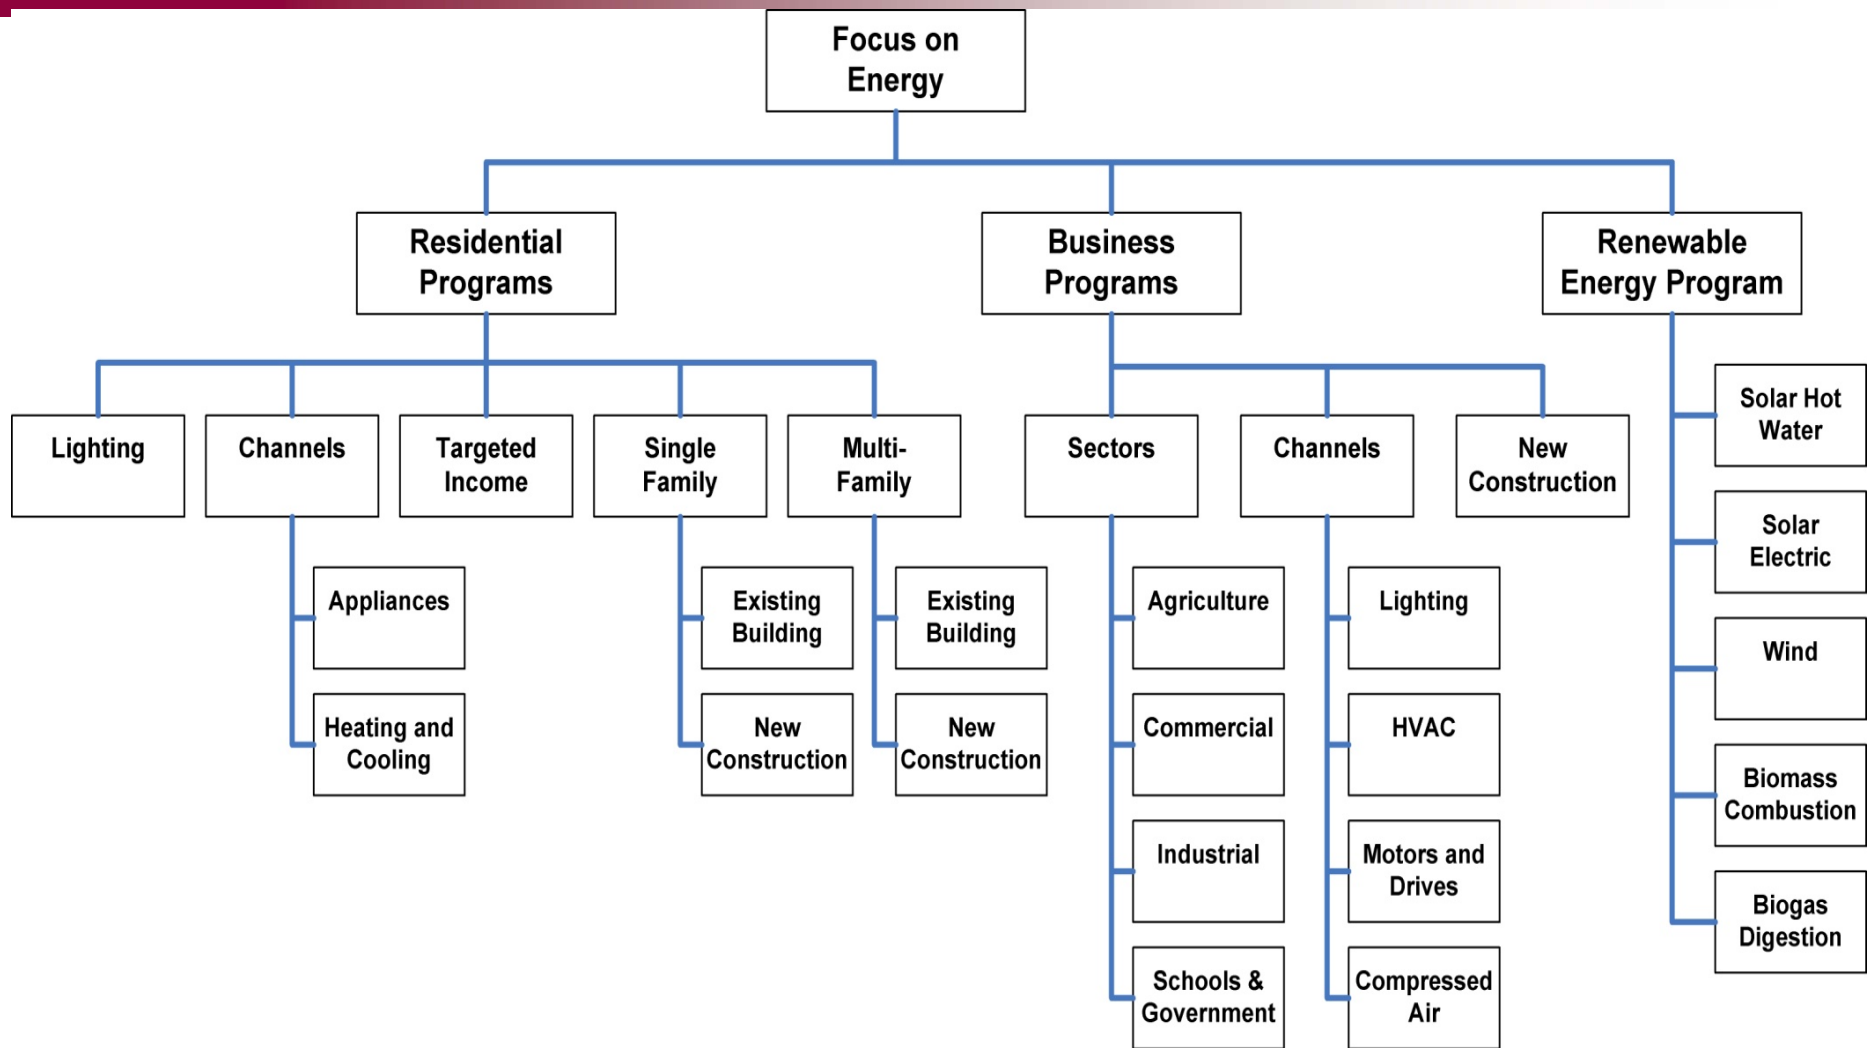 Focus on
Energy
Residential
Programs
Business
Programs
Renewable
Energy Program
Lighting
Channels
Targeted
Income
Single
Family
Multi-
Family
Sectors
Channels
New
Construction
Appliances
Heating and
Cooling
Existing
Building
New
Construction
Existing
Building
New
Construction
Agriculture
Commercial
Industrial
Schools &
Government
Lighting
HVAC
Motors and
Drives
Compressed
Air
Solar Hot
Water
Solar
Electric
Wind
Biomass
Combustion
Biogas
Digestion